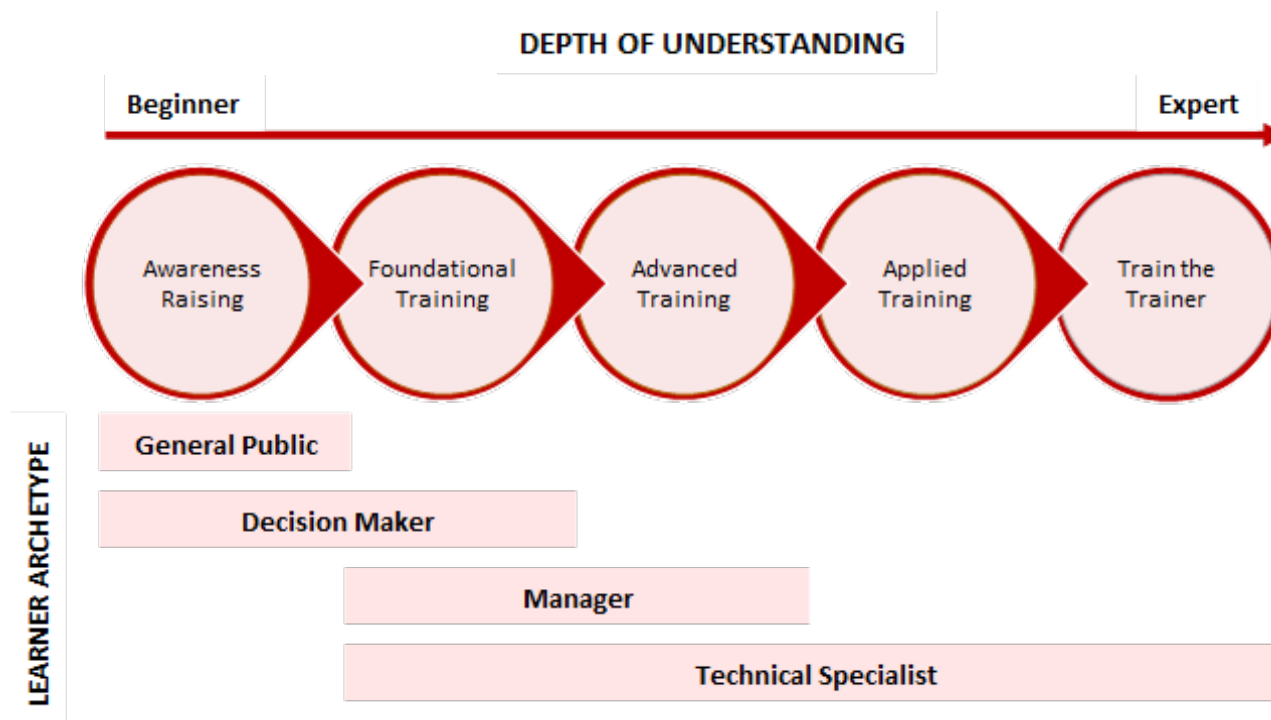 DEPTH OF UNDERSTANDING
Beginner
Expert
Awareness
Raising
Foundational
Training
Advanced
Training
Applied
Training
Train the
Trainer
LEARNER ARCHETYPE
General Public
Decision Maker
Manager
Technical Specialist